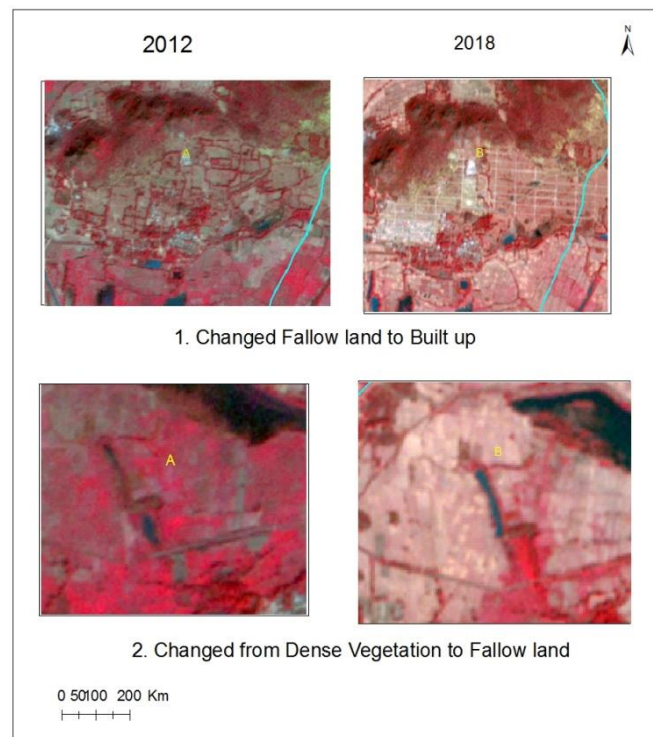 2012
2018
N
A
B
1. Changed Fallow land to Built up
A
B
2. Changed from Dense Vegetation to Fallow land
0 50100 200 Km